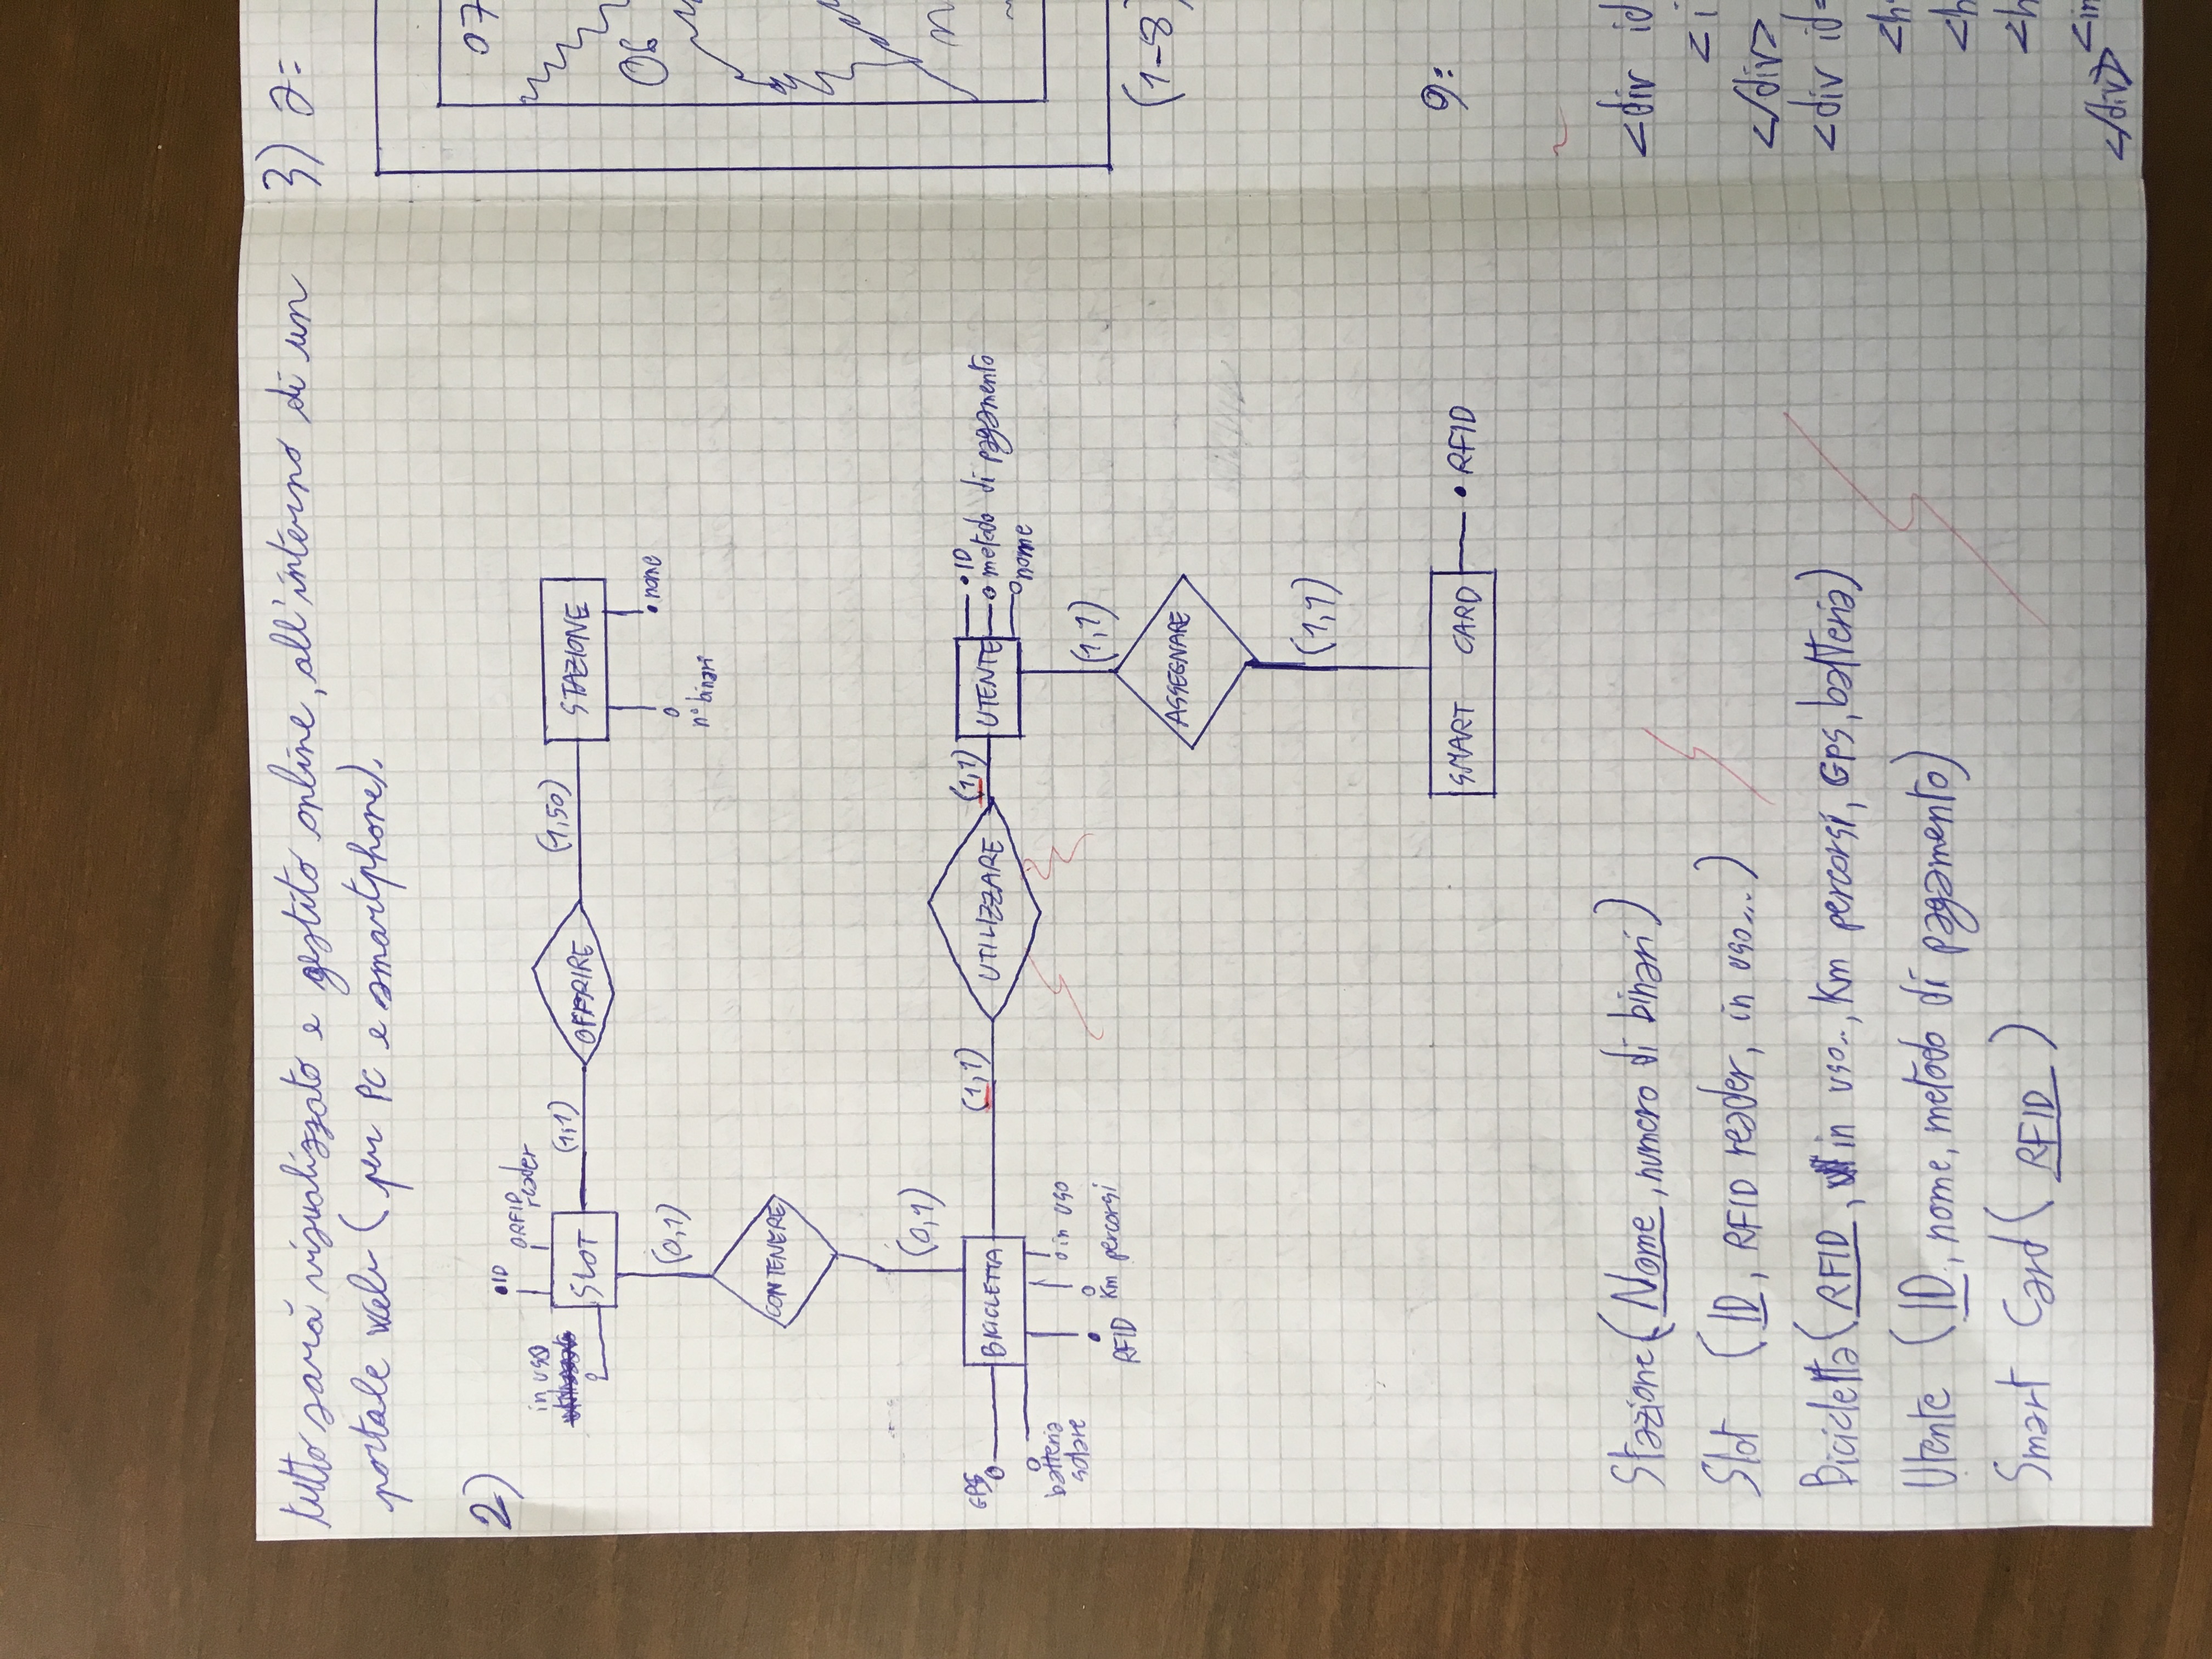 tutto sarà visualizzato e gestito online, all'interno di un
portale web (per PC e smartphone).
2)
ID
RFID
reader
in uso
SLOT
(1,1)
OFFRIRE
(1,50)
STAZIONE
nome
n° binari
(0,1)
CONTENERE
(0,1)
GPS
BICICLETTA
(1,1)
UTILIZZARE
(1,1)
UTENTE
ID
metodo di pagamento
nome
batteria
solare
RFID
Km percorsi
in uso
(1,1)
ASSEGNARE
(1,1)
SMART CARD
RFID
Stazione (Nome, numero di binari)
Slot (ID, RFID reader, in uso...)
Bicicletta (RFID, in uso.., Km percorsi, GPS, batteria)
Utente (ID, nome, metodo di pagamento)
Smart Card (RFID)
3) a:
07
06
(1-8)
9:
<div id
<i
</div>
<div id=
<h
<h
<h
<in
</div>